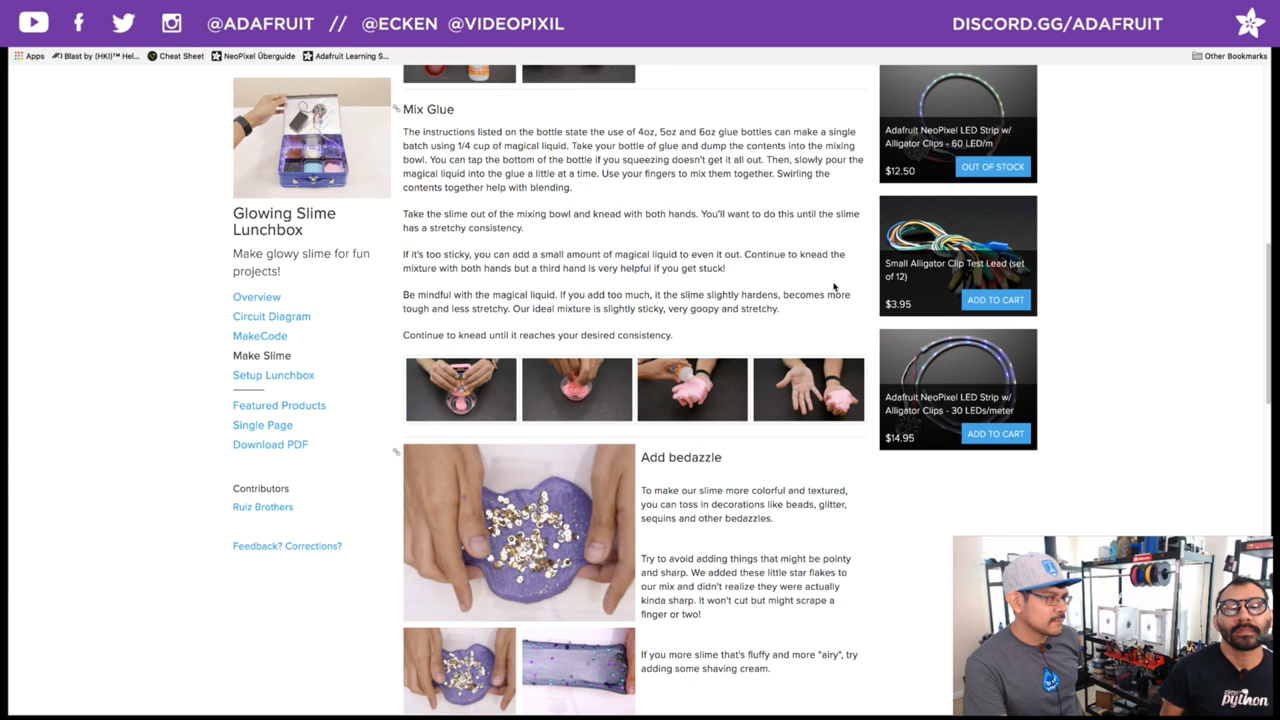 @ADAFRUIT // @ECKEN @VIDEOPIXIL
DISCORD.GG/ADAFRUIT
Apps
Blast by (HKI)™ Hel...
Cheat Sheet
NeoPixel Überguide
Adafruit Learning S...
Other Bookmarks
Glowing Slime
Lunchbox
Make glowy slime for fun
projects!
Overview
Circuit Diagram
MakeCode
Make Slime
Setup Lunchbox
Featured Products
Single Page
Download PDF
Contributors
Ruiz Brothers
Feedback? Corrections?
Mix Glue
The instructions listed on the bottle state the use of 4oz, 5oz and 6oz glue bottles can make a single
batch using 1/4 cup of magical liquid. Take your bottle of glue and dump the contents into the mixing
bowl. You can tap the bottom of the bottle if you squeezing doesn't get it all out. Then, slowly pour the
magical liquid into the glue a little at a time. Use your fingers to mix them together. Swirling the
contents together help with blending.
Take the slime out of the mixing bowl and knead with both hands. You'll want to do this until the slime
has a stretchy consistency.
If it's too sticky, you can add a small amount of magical liquid to even it out. Continue to knead the
mixture with both hands but a third hand is very helpful if you get stuck!
Be mindful with the magical liquid. If you add too much, it the slime slightly hardens, becomes more
tough and less stretchy. Our ideal mixture is slightly sticky, very goopy and stretchy.
Continue to knead until it reaches your desired consistency.
Add bedazzle
To make our slime more colorful and textured,
you can toss in decorations like beads, glitter,
sequins and other bedazzles.
Try to avoid adding things that might be pointy
and sharp. We added these little star flakes to
our mix and didn't realize they were actually
kinda sharp. It won't cut but might scrape a
finger or two!
If you more slime that's fluffy and more "airy", try
adding some shaving cream.
Adafruit NeoPixel LED Strip w/
Alligator Clips - 60 LED/m
$12.50
OUT OF STOCK
Small Alligator Clip Test Lead (set
of 12)
$3.95
ADD TO CART
Adafruit NeoPixel LED Strip w/
Alligator Clips - 30 LEDs/meter
$14.95
ADD TO CART
python